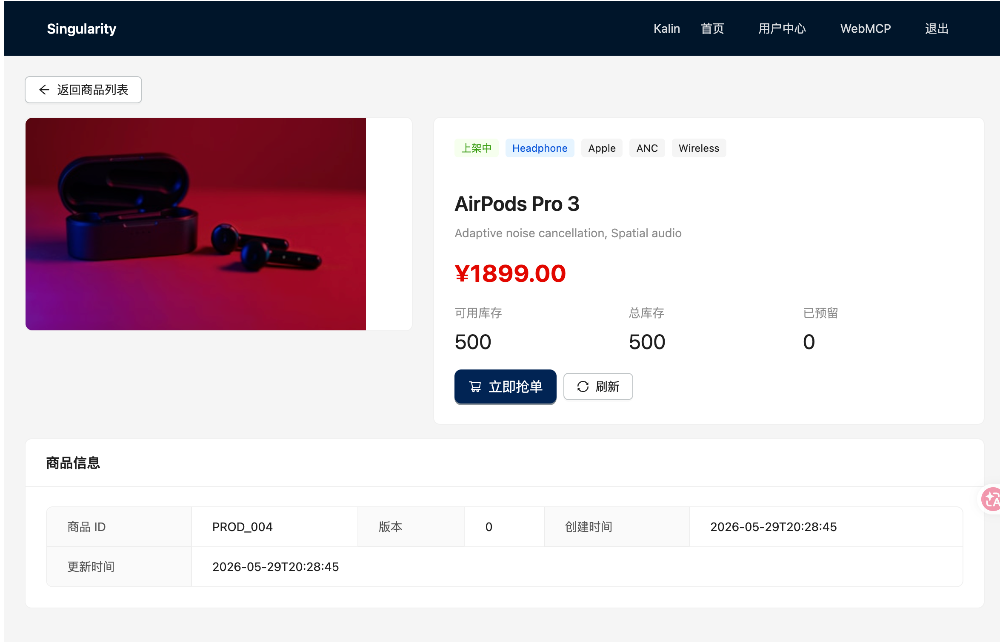 Singularity
Kalin 首页 用户中心 WebMCP 退出
返回商品列表
上架中 Headphone Apple ANC Wireless
AirPods Pro 3
Adaptive noise cancellation, Spatial audio
¥1899.00
可用库存 总库存 已预留
500 500 0
立即抢单 刷新
商品信息
商品 ID PROD_004 版本 0 创建时间 2026-05-29T20:28:45
更新时间 2026-05-29T20:28:45